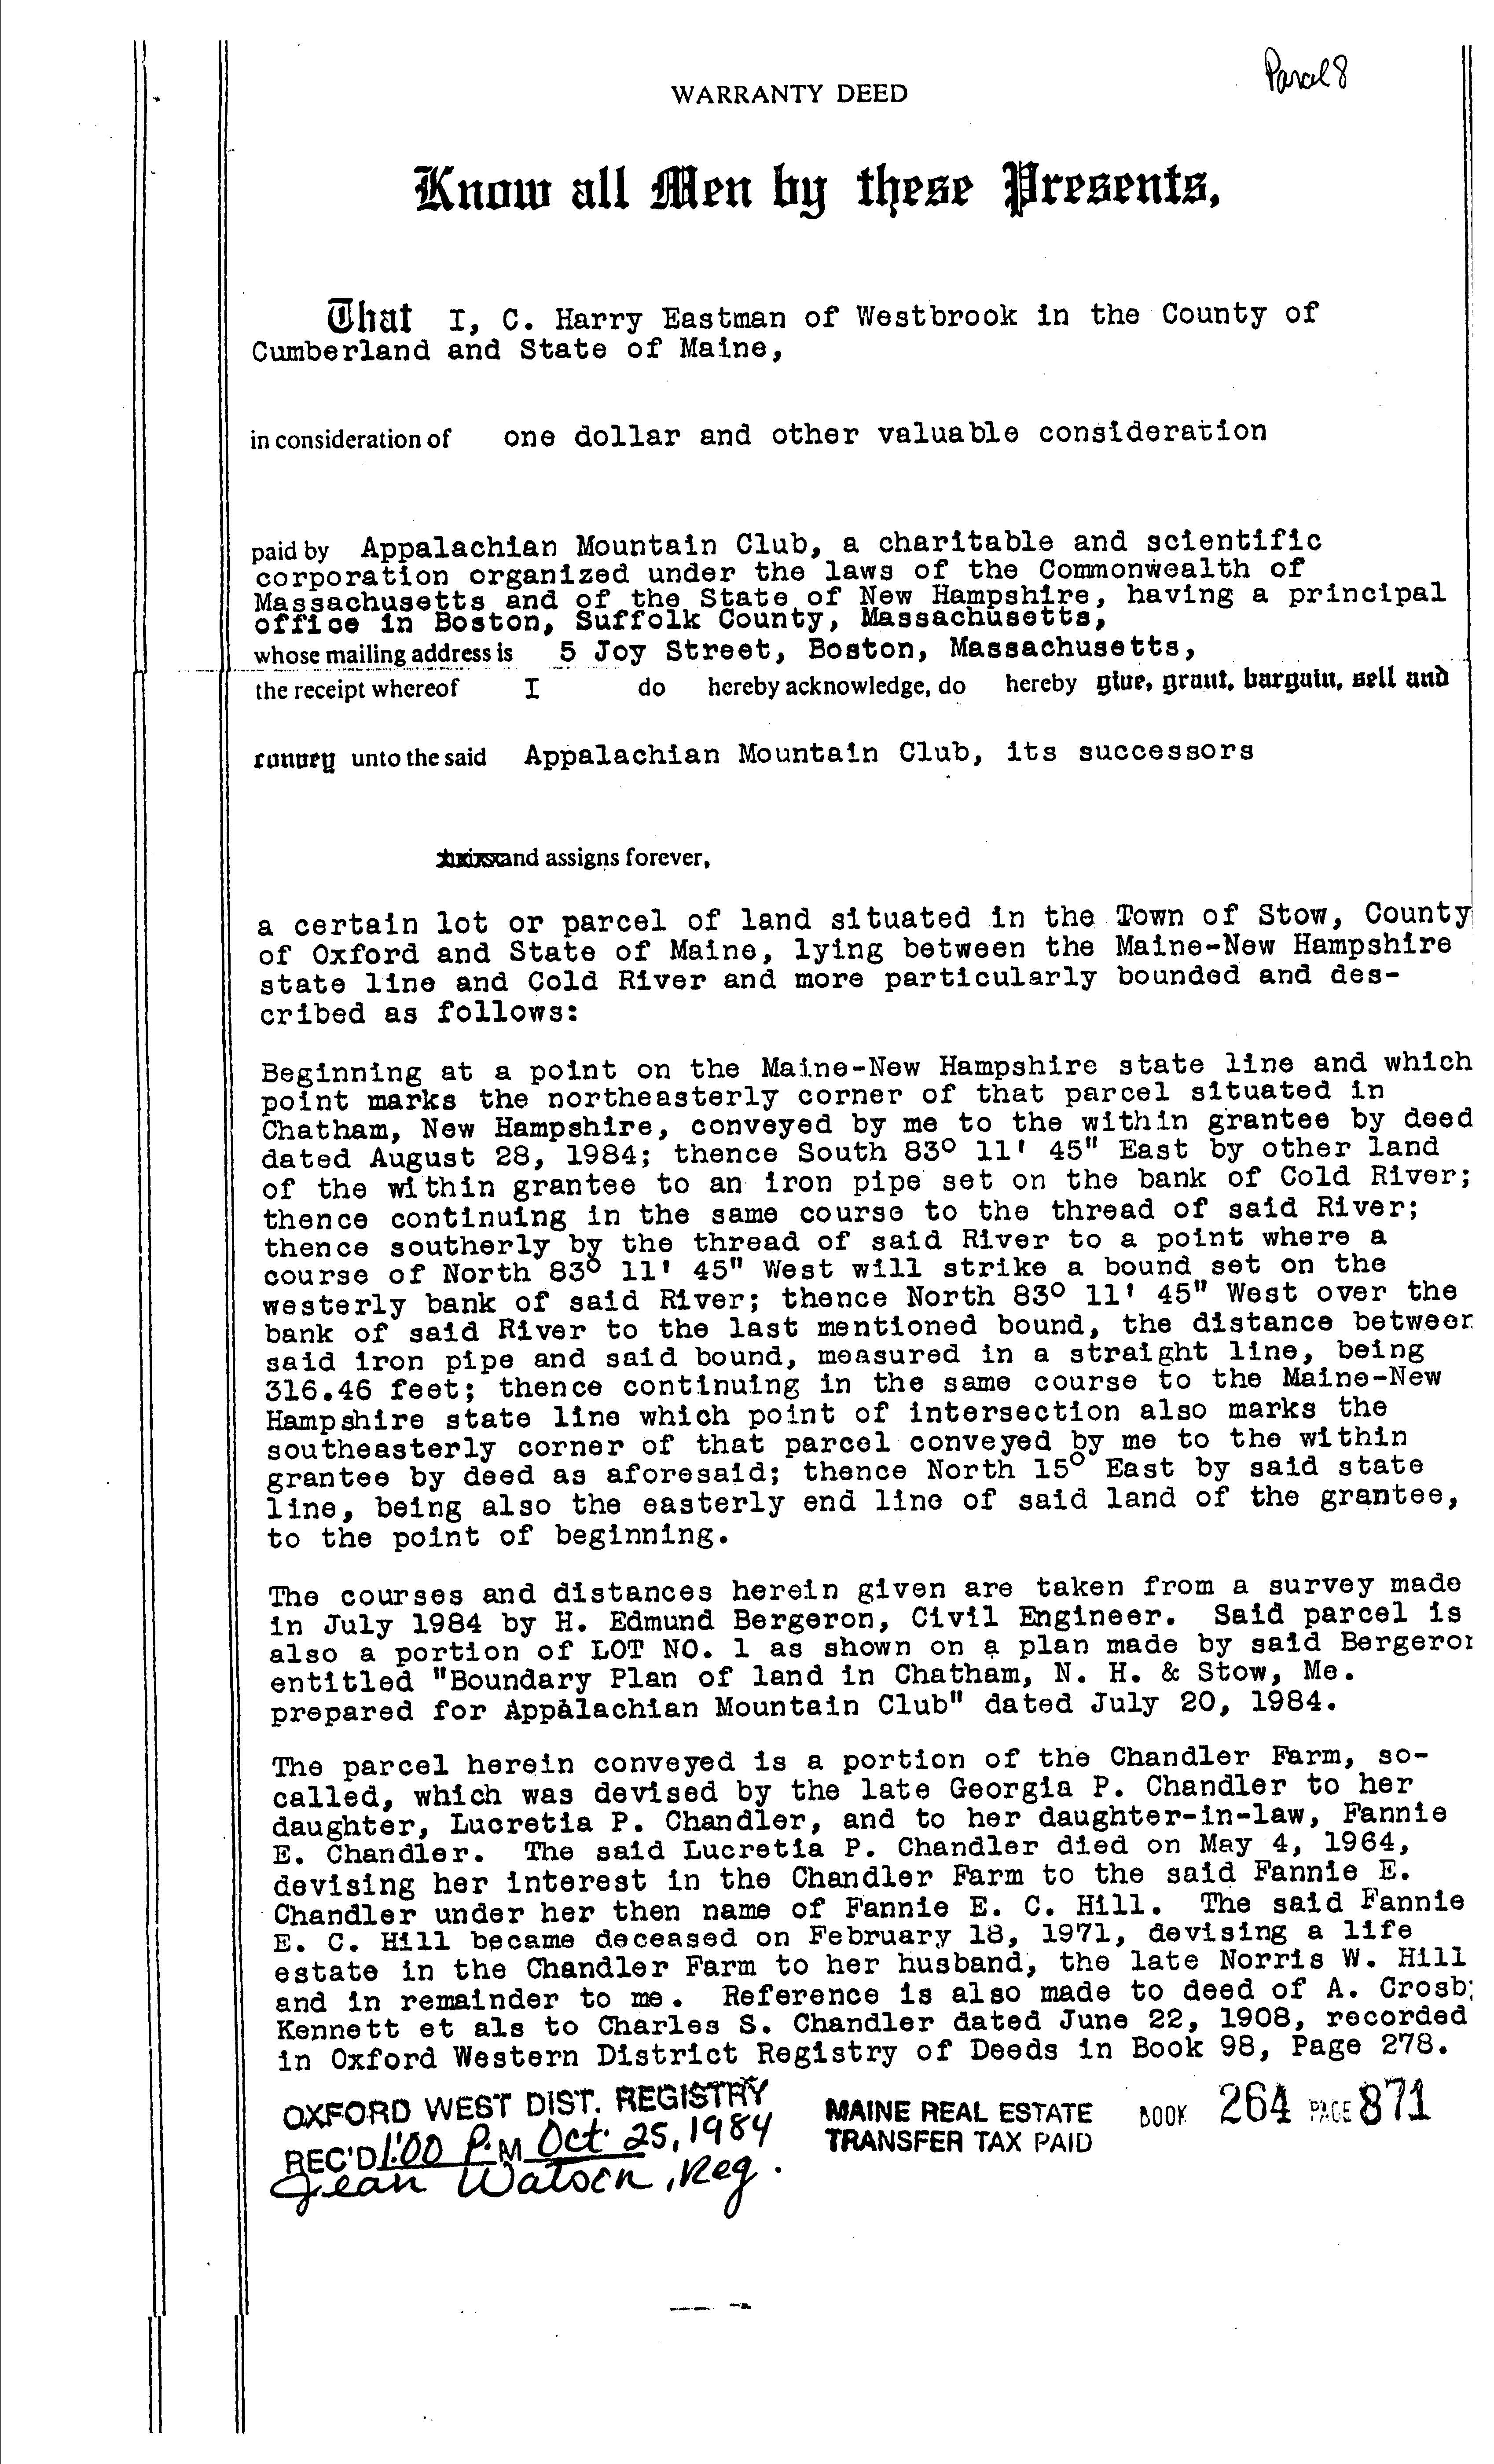 Parcel 8
WARRANTY DEED
Know all Men by these Presents,
That I, C. Harry Eastman of Westbrook in the County of
Cumberland and State of Maine,
in consideration of one dollar and other valuable consideration
paid by Appalachian Mountain Club, a charitable and scientific
corporation organized under the laws of the Commonwealth of
Massachusetts and of the State of New Hampshire, having a principal
office in Boston, Suffolk County, Massachusetts,
whose mailing address is 5 Joy Street, Boston, Massachusetts,
the receipt whereof I do hereby acknowledge, do hereby give, grant, bargain, sell and
convey unto the said Appalachian Mountain Club, its successors
and assigns forever,
a certain lot or parcel of land situated in the Town of Stow, County
of Oxford and State of Maine, lying between the Maine-New Hampshire
state line and Cold River and more particularly bounded and des-
cribed as follows:
Beginning at a point on the Maine-New Hampshire state line and which
point marks the northeasterly corner of that parcel situated in
Chatham, New Hampshire, conveyed by me to the within grantee by deed
dated August 28, 1984; thence South 83° 11' 45" East by other land
of the within grantee to an iron pipe set on the bank of Cold River;
thence continuing in the same course to the thread of said River;
thence southerly by the thread of said River to a point where a
course of North 83° 11' 45" West will strike a bound set on the
westerly bank of said River; thence North 83° 11' 45" West over the
bank of said River to the last mentioned bound, the distance between
said iron pipe and said bound, measured in a straight line, being
316.46 feet; thence continuing in the same course to the Maine-New
Hampshire state line which point of intersection also marks the
southeasterly corner of that parcel conveyed by me to the within
grantee by deed as aforesaid; thence North 15° East by said state
line, being also the easterly end line of said land of the grantee,
to the point of beginning.
The courses and distances herein given are taken from a survey made
in July 1984 by H. Edmund Bergeron, Civil Engineer. Said parcel is
also a portion of LOT NO. 1 as shown on a plan made by said Bergeron
entitled "Boundary Plan of land in Chatham, N. H. & Stow, Me.
prepared for Appalachian Mountain Club" dated July 20, 1984.
The parcel herein conveyed is a portion of the Chandler Farm, so-
called, which was devised by the late Georgia P. Chandler to her
daughter, Lucretia P. Chandler, and to her daughter-in-law, Fannie
E. Chandler. The said Lucretia P. Chandler died on May 4, 1964,
devising her interest in the Chandler Farm to the said Fannie E.
Chandler under her then name of Fannie E. C. Hill. The said Fannie
E. C. Hill became deceased on February 18, 1971, devising a life
estate in the Chandler Farm to her husband, the late Norris W. Hill
and in remainder to me. Reference is also made to deed of A. Crosby
Kennett et als to Charles S. Chandler dated June 22, 1908, recorded
in Oxford Western District Registry of Deeds in Book 98, Page 278.
OXFORD WEST DIST. REGISTRY
REC'D 1:00 P.M Oct. 25, 1984
Jean Watson, Reg.
MAINE REAL ESTATE
TRANSFER TAX PAID
BOOK 264 PAGE 871